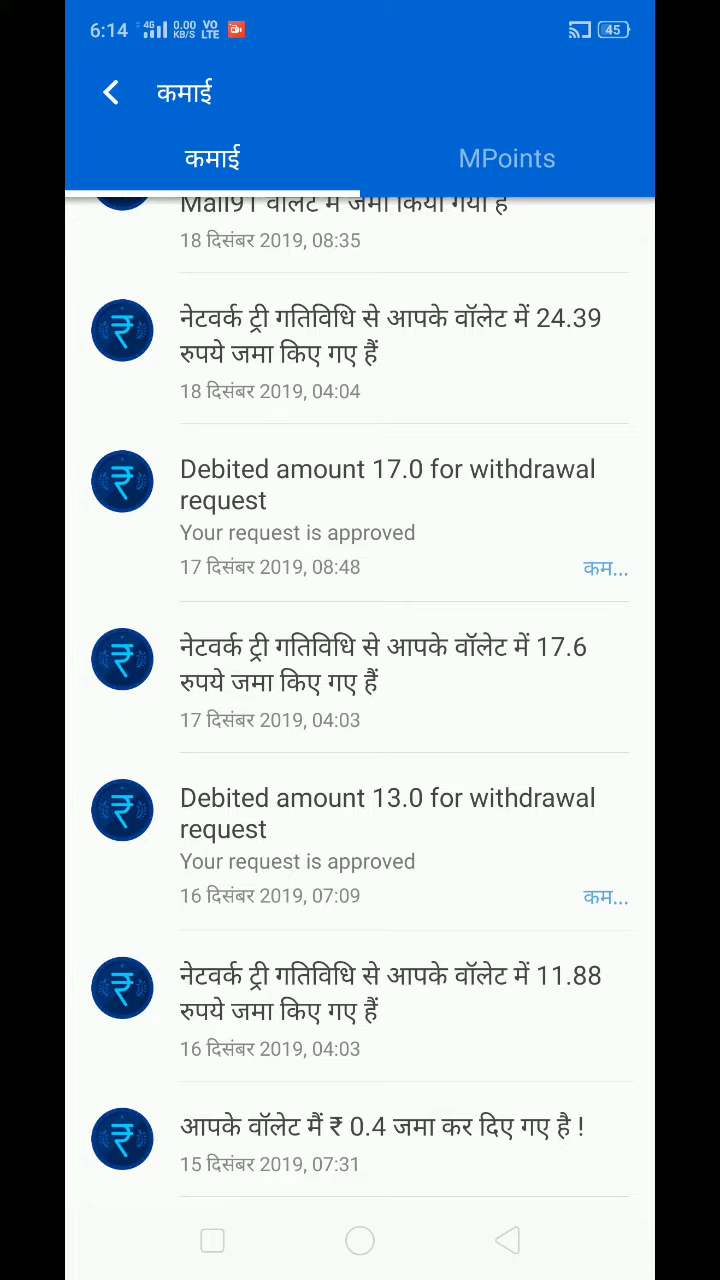 6:14 4G 0.00 KB/S VO LTE 45
कमाई
कमाई MPoints
Mall91 वॉलेट में जमा किया गया है
18 दिसंबर 2019, 08:35
नेटवर्क ट्री गतिविधि से आपके वॉलेट में 24.39
रुपये जमा किए गए हैं
18 दिसंबर 2019, 04:04
Debited amount 17.0 for withdrawal
request
Your request is approved
17 दिसंबर 2019, 08:48 कम...
नेटवर्क ट्री गतिविधि से आपके वॉलेट में 17.6
रुपये जमा किए गए हैं
17 दिसंबर 2019, 04:03
Debited amount 13.0 for withdrawal
request
Your request is approved
16 दिसंबर 2019, 07:09 कम...
नेटवर्क ट्री गतिविधि से आपके वॉलेट में 11.88
रुपये जमा किए गए हैं
16 दिसंबर 2019, 04:03
आपके वॉलेट मैं ₹ 0.4 जमा कर दिए गए है !
15 दिसंबर 2019, 07:31